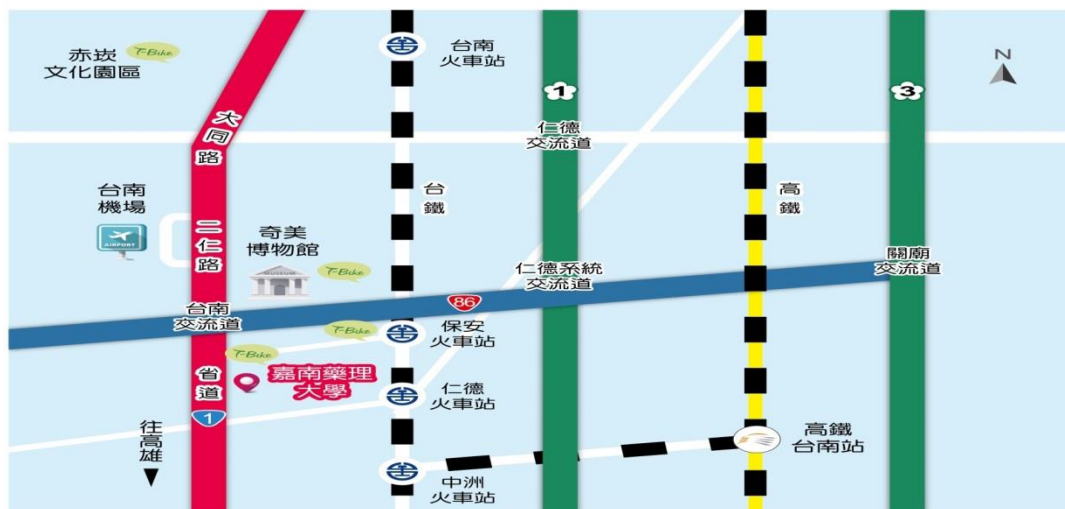 赤崁
文化園區
T-Bike
台南
火車站
N
1
3
大同路
仁德
交流道
台鐵
高鐵
台南
機場
AIRPORT
二仁路
奇美
博物館
MUSEUM
T-Bike
關廟
交流道
仁德系統
交流道
86
台南
交流道
T-Bike
保安
火車站
T-Bike
嘉南藥理
大學
省道
1
仁德
火車站
往高雄
高鐵
台南站
中洲
火車站